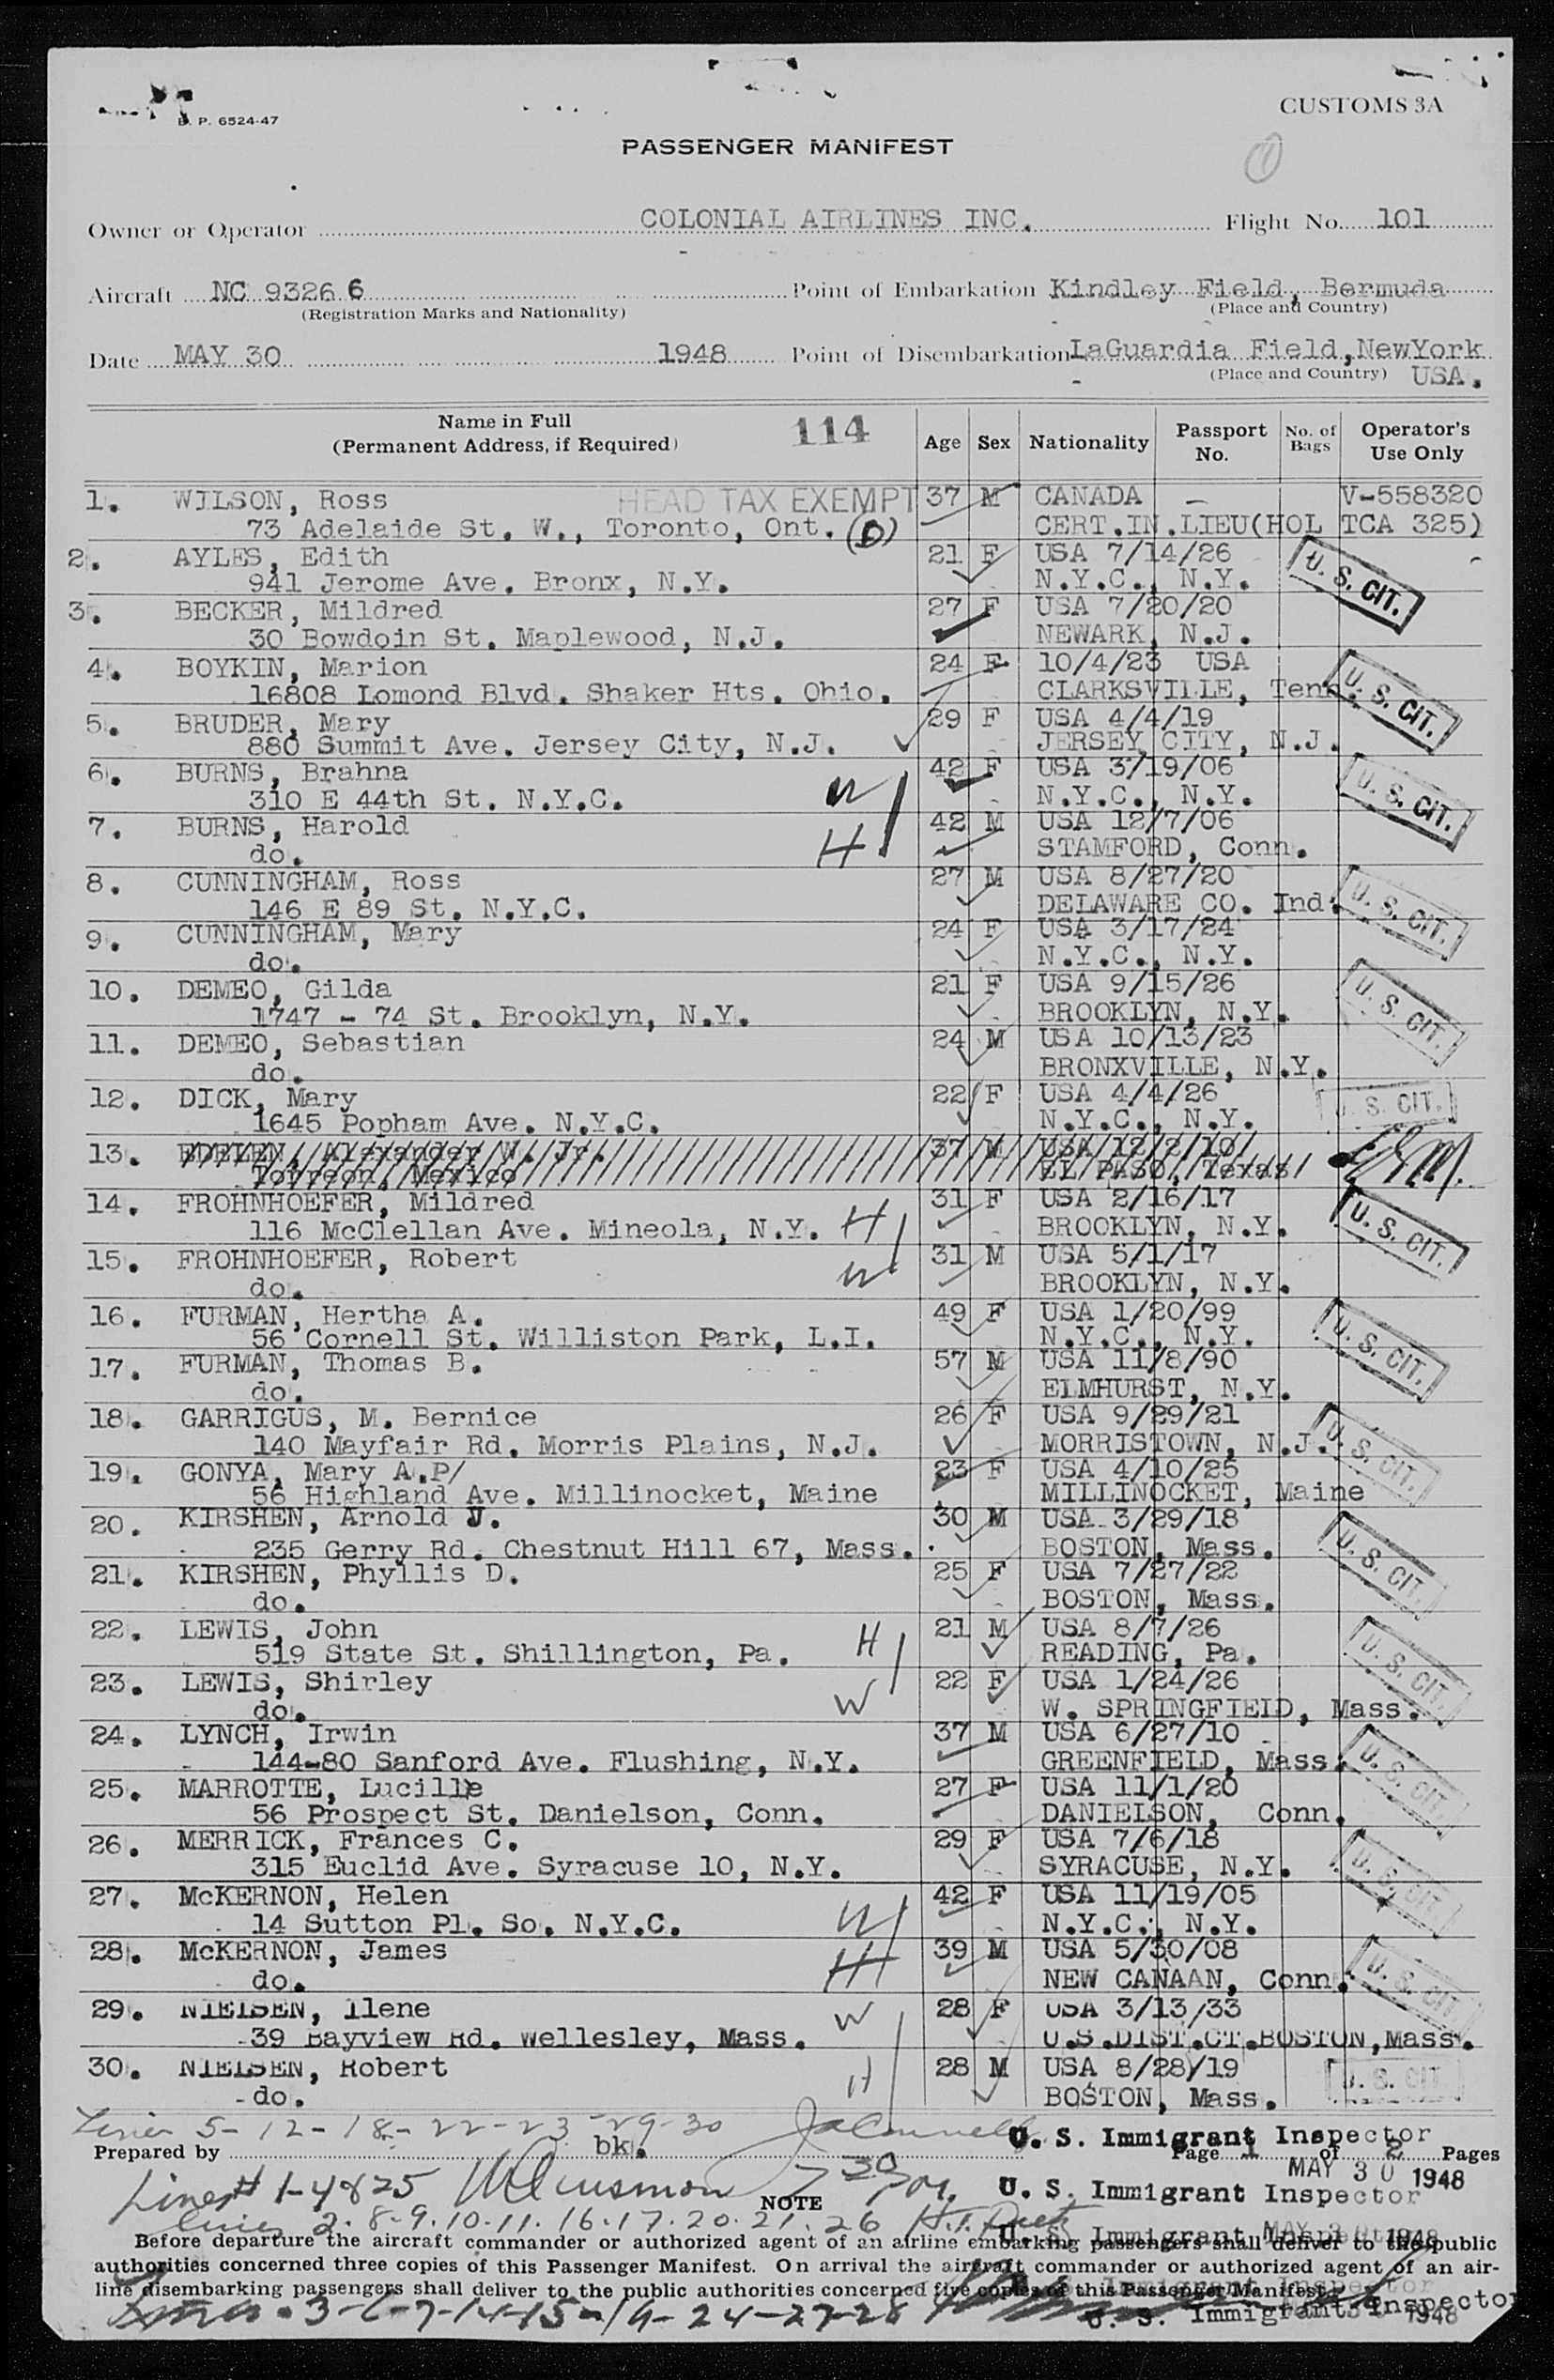 B. P. 6524-47
CUSTOMS 3A
PASSENGER MANIFEST
Owner or Operator COLONIAL AIRLINES INC. Flight No. 101
Aircraft NC 93266 Point of Embarkation Kindley Field, Bermuda
(Registration Marks and Nationality) (Place and Country)
Date MAY 30 1948 Point of Disembarkation LaGuardia Field, NewYork
(Place and Country) USA.
Name in Full
(Permanent Address, if Required) 114 Age Sex Nationality Passport No. No. of Bags Operator's Use Only
1. WILSON, Ross HEAD TAX EXEMPT 37 M CANADA – V-558320
73 Adelaide St. W., Toronto, Ont. (D) CERT.IN.LIEU(HOL TCA 325)
2. AYLES, Edith 21 F USA 7/14/26 U. S. CIT.
941 Jerome Ave. Bronx, N.Y. N.Y.C., N.Y.
3. BECKER, Mildred 27 F USA 7/20/20
30 Bowdoin St. Maplewood, N.J. NEWARK, N.J.
4. BOYKIN, Marion 24 F 10/4/23 USA U. S. CIT.
16808 Lomond Blvd. Shaker Hts. Ohio. CLARKSVILLE, Tenn.
5. BRUDER, Mary 29 F USA 4/4/19
880 Summit Ave. Jersey City, N.J. JERSEY CITY, N.J.
6. BURNS, Brahna 42 F USA 3/19/06 U. S. CIT.
310 E 44th St. N.Y.C. W N.Y.C., N.Y.
7. BURNS, Harold 42 M USA 12/7/06
do. H STAMFORD, Conn.
8. CUNNINGHAM, Ross 27 M USA 8/27/20 U. S. CIT.
146 E 89 St. N.Y.C. DELAWARE CO. Ind.
9. CUNNINGHAM, Mary 24 F USA 3/17/24
do. N.Y.C., N.Y.
10. DEMEO, Gilda 21 F USA 9/15/26 U. S. CIT.
1747 - 74 St. Brooklyn, N.Y. BROOKLYN, N.Y.
11. DEMEO, Sebastian 24 M USA 10/13/23
do. BRONXVILLE, N.Y.
12. DICK, Mary 22 F USA 4/4/26 U. S. CIT.
1645 Popham Ave. N.Y.C. N.Y.C., N.Y.
13. EDELEN, Alexander W. Jr. 37 M USA 12/2/10
Torreon, Mexico EL PASO, Texas
14. FROHNHOEFER, Mildred 31 F USA 2/16/17 U. S. CIT.
116 McClellan Ave. Mineola, N.Y. H BROOKLYN, N.Y.
15. FROHNHOEFER, Robert 31 M USA 5/1/17
do. W BROOKLYN, N.Y.
16. FURMAN, Hertha A. 49 F USA 1/20/99 U. S. CIT.
56 Cornell St. Williston Park, L.I. N.Y.C., N.Y.
17. FURMAN, Thomas B. 57 M USA 11/8/90
do. ELMHURST, N.Y.
18. GARRIGUS, M. Bernice 26 F USA 9/29/21 U. S. CIT.
140 Mayfair Rd. Morris Plains, N.J. MORRISTOWN, N.J.
19. GONYA, Mary A.P/ 23 F USA 4/10/25
56 Highland Ave. Millinocket, Maine MILLINOCKET, Maine
20. KIRSHEN, Arnold J. 30 M USA 3/29/18 U. S. CIT.
235 Gerry Rd. Chestnut Hill 67, Mass. BOSTON, Mass.
21. KIRSHEN, Phyllis D. 25 F USA 7/27/22
do. BOSTON, Mass.
22. LEWIS, John 21 M USA 8/7/26 U. S. CIT.
519 State St. Shillington, Pa. H READING, Pa.
23. LEWIS, Shirley 22 F USA 1/24/26
do. W W. SPRINGFIELD, Mass.
24. LYNCH, Irwin 37 M USA 6/27/10 U. S. CIT.
144-80 Sanford Ave. Flushing, N.Y. GREENFIELD, Mass.
25. MARROTTE, Lucille 27 F USA 11/1/20
56 Prospect St. Danielson, Conn. DANIELSON, Conn.
26. MERRICK, Frances C. 29 F USA 7/6/18 U. S. CIT.
315 Euclid Ave. Syracuse 10, N.Y. SYRACUSE, N.Y.
27. McKERNON, Helen 42 F USA 11/19/05
14 Sutton Pl. So. N.Y.C. W N.Y.C., N.Y.
28. McKERNON, James 39 M USA 5/30/08 U. S. CIT.
do. H NEW CANAAN, Conn.
29. NIELSEN, Ilene W 28 F USA 3/13/33
39 Bayview Rd. Wellesley, Mass. U.S.DIST.CT.BOSTON,Mass.
30. NIELSEN, Robert 28 M USA 8/28/19 U. S. CIT.
do. H BOSTON, Mass.
Lines 5-12-18-22-23-29-30 U. S. Immigrant Inspector
Prepared by bk. Page 1 of 2 Pages
MAY 30 1948
Lines # 1-4825 U. S. Immigrant Inspector
NOTE
Lines 2.8-9.10.11.16.17.20.21.26 U. S. Immigrant Inspector MAY 30 1948
Before departure the aircraft commander or authorized agent of an airline embarking passengers shall deliver to the public
authorities concerned three copies of this Passenger Manifest. On arrival the aircraft commander or authorized agent of an air-
line disembarking passengers shall deliver to the public authorities concerned five copies of this Passenger Manifest.
Lines 3-6-7-14-15-19-24-27-28 U. S. Immigrant Inspector 1948